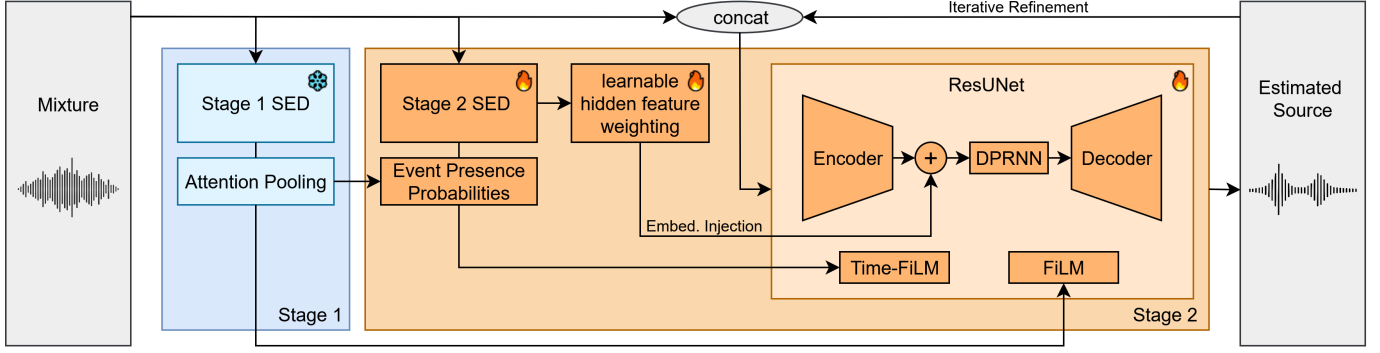 Iterative Refinement
concat
Mixture
Stage 1 SED
Attention Pooling
Stage 1
Stage 2 SED
Event Presence
Probabilities
learnable
hidden feature
weighting
Embed. Injection
ResUNet
Encoder
+
DPRNN
Decoder
Time-FiLM
FiLM
Stage 2
Estimated
Source